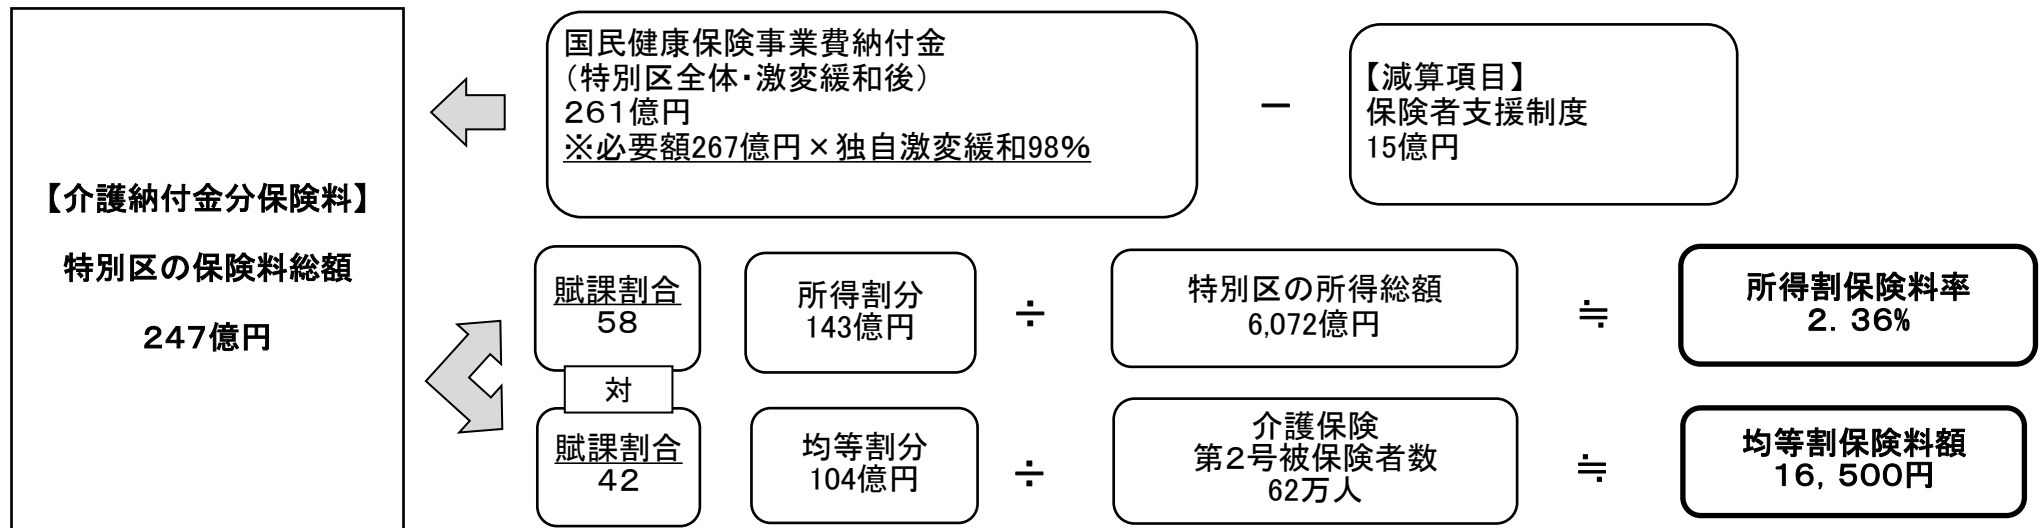 【介護納付金分保険料】
特別区の保険料総額
247億円
国民健康保険事業費納付金
(特別区全体・激変緩和後)
261億円
※必要額267億円×独自激変緩和98%
－
【減算項目】
保険者支援制度
15億円
賦課割合
58
所得割分
143億円
÷
特別区の所得総額
6,072億円
≒
所得割保険料率
2.36%
対
賦課割合
42
均等割分
104億円
÷
介護保険
第2号被保険者数
62万人
≒
均等割保険料額
16,500円